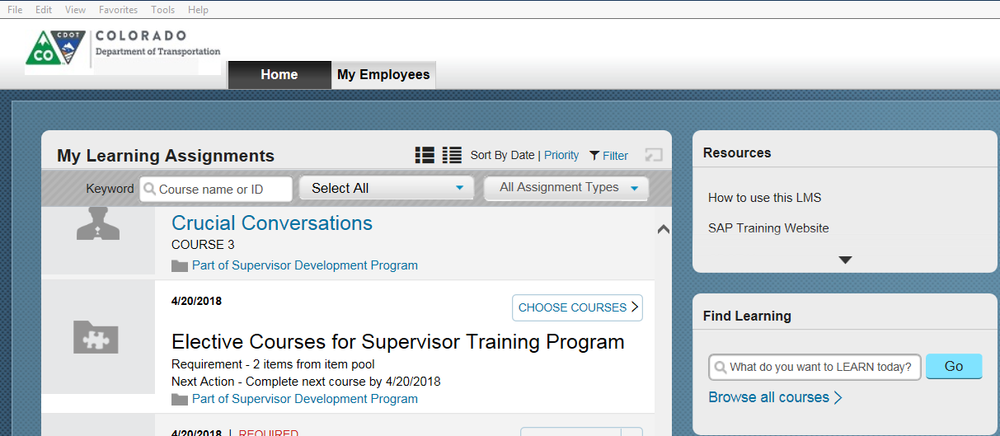 File Edit View Favorites Tools Help
CDOT
CO
COLORADO
Department of Transportation
Home My Employees
My Learning Assignments
Sort By Date | Priority Filter
Keyword Course name or ID Select All All Assignment Types
Crucial Conversations
COURSE 3
Part of Supervisor Development Program
4/20/2018
CHOOSE COURSES
Elective Courses for Supervisor Training Program
Requirement - 2 items from item pool
Next Action - Complete next course by 4/20/2018
Part of Supervisor Development Program
4/20/2018 | REQUIRED
Resources
How to use this LMS
SAP Training Website
Find Learning
What do you want to LEARN today? Go
Browse all courses